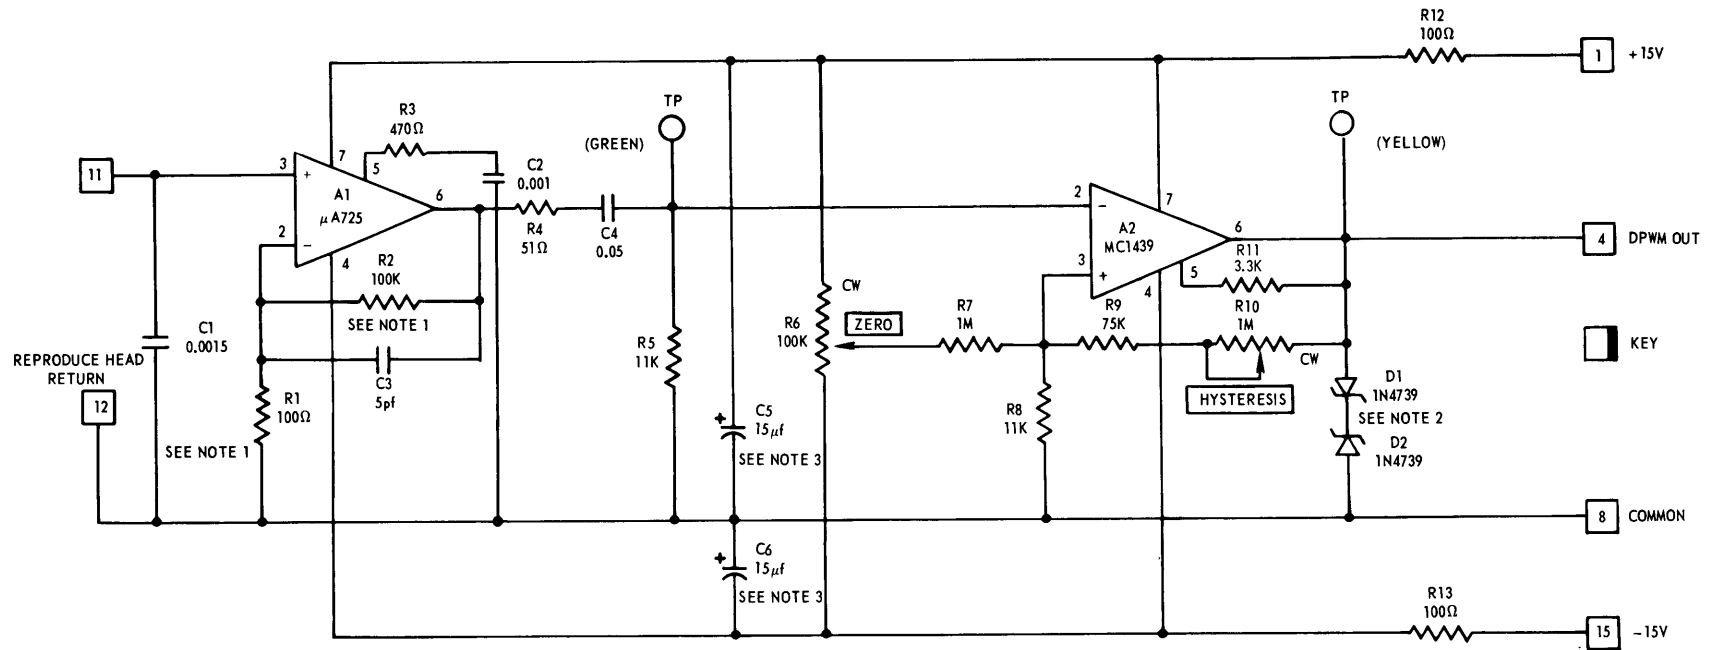 R12
100Ω
1
+15V
TP
(GREEN)
TP
(YELLOW)
R3
470Ω
C2
0.001
11
3
+
7
5
A1
μA725
6
2
−
4
R4
51Ω
C4
0.05
R2
100K
SEE NOTE 1
C1
0.0015
C3
5pf
REPRODUCE HEAD
RETURN
12
R1
100Ω
SEE NOTE 1
R5
11K
CW
R6
100K
ZERO
R7
1M
2
−
7
A2
MC1439
6
3
+
4
5
R11
3.3K
R9
75K
R10
1M
CW
HYSTERESIS
R8
11K
4
DPWM OUT
KEY
D1
1N4739
SEE NOTE 2
D2
1N4739
+
C5
15μf
SEE NOTE 3
8
COMMON
+
C6
15μf
SEE NOTE 3
R13
100Ω
15
−15V